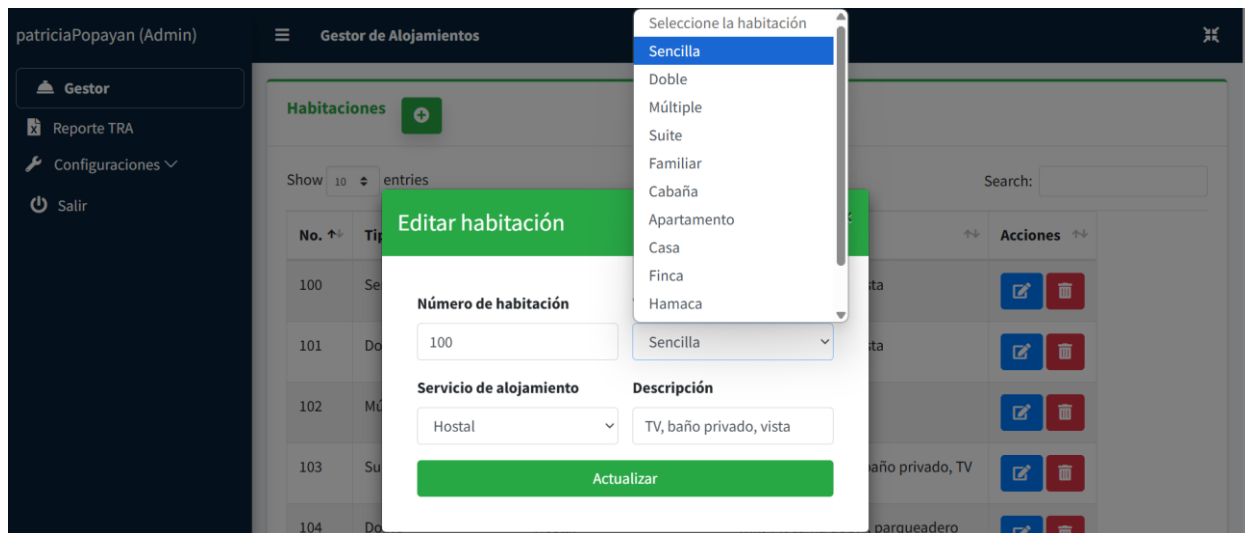 patriciaPopayan (Admin)
Gestor de Alojamientos
Gestor
Reporte TRA
Configuraciones
Salir
Habitaciones
Show 10 entries
Search:
No.
Acciones
100
101
102
103
baño privado, TV
104
parqueadero
Editar habitación
Número de habitación
100
Sencilla
Servicio de alojamiento
Descripción
Hostal
TV, baño privado, vista
Actualizar
Seleccione la habitación
Sencilla
Doble
Múltiple
Suite
Familiar
Cabaña
Apartamento
Casa
Finca
Hamaca